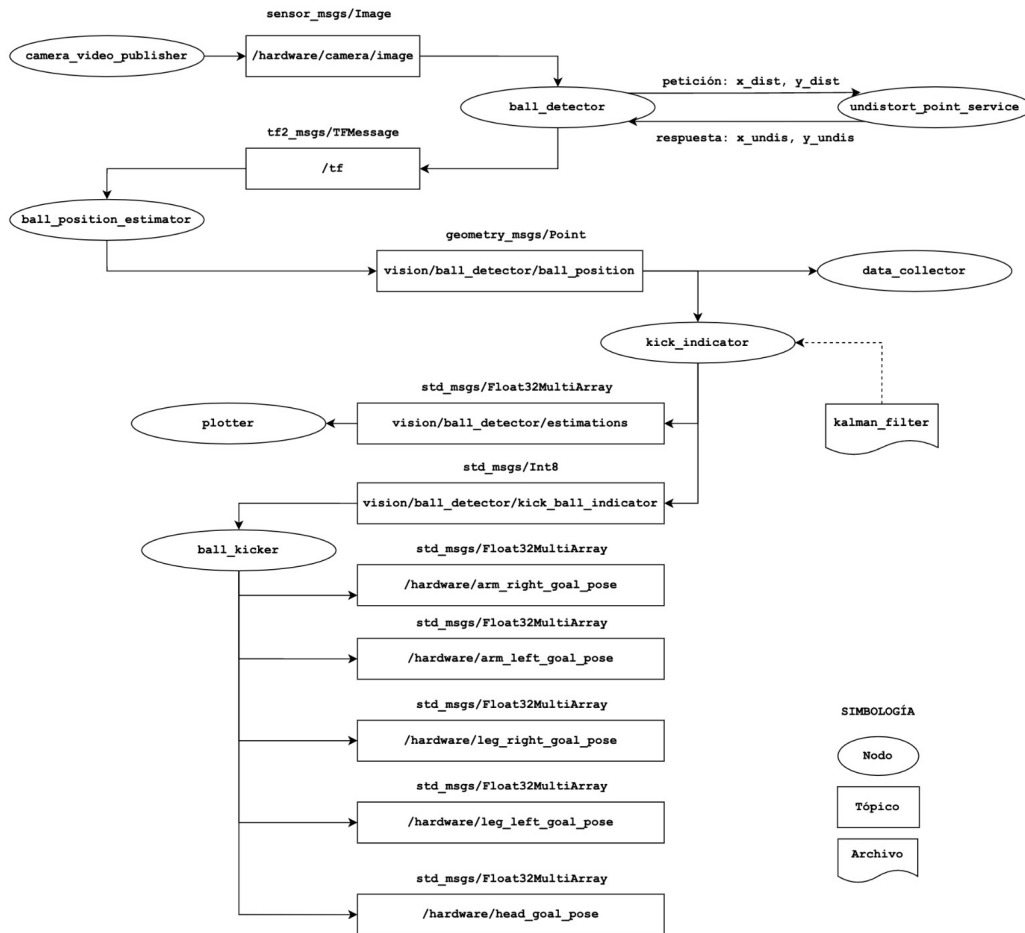 sensor_msgs/Image
camera_video_publisher
/hardware/camera/image
petición: x_dist, y_dist
ball_detector
undistort_point_service
respuesta: x_undis, y_undis
tf2_msgs/TFMessage
/tf
ball_position_estimator
geometry_msgs/Point
vision/ball_detector/ball_position
data_collector
kick_indicator
std_msgs/Float32MultiArray
plotter
vision/ball_detector/estimations
kalman_filter
std_msgs/Int8
vision/ball_detector/kick_ball_indicator
ball_kicker
std_msgs/Float32MultiArray
/hardware/arm_right_goal_pose
std_msgs/Float32MultiArray
/hardware/arm_left_goal_pose
std_msgs/Float32MultiArray
/hardware/leg_right_goal_pose
std_msgs/Float32MultiArray
/hardware/leg_left_goal_pose
std_msgs/Float32MultiArray
/hardware/head_goal_pose
SIMBOLOGÍA
Nodo
Tópico
Archivo